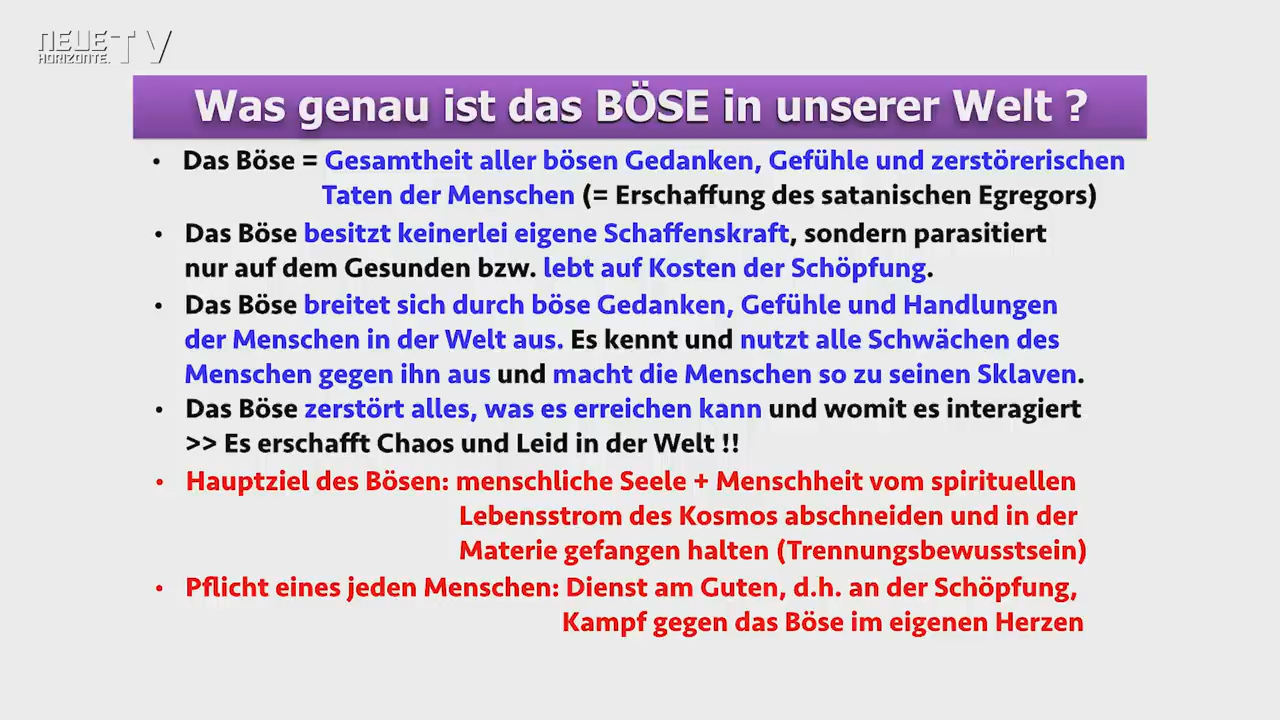 NEUE TV
HORIZONTE.
Was genau ist das BÖSE in unserer Welt ?
• Das Böse = Gesamtheit aller bösen Gedanken, Gefühle und zerstörerischen
Taten der Menschen (= Erschaffung des satanischen Egregors)
• Das Böse besitzt keinerlei eigene Schaffenskraft, sondern parasitiert
nur auf dem Gesunden bzw. lebt auf Kosten der Schöpfung.
• Das Böse breitet sich durch böse Gedanken, Gefühle und Handlungen
der Menschen in der Welt aus. Es kennt und nutzt alle Schwächen des
Menschen gegen ihn aus und macht die Menschen so zu seinen Sklaven.
• Das Böse zerstört alles, was es erreichen kann und womit es interagiert
>> Es erschafft Chaos und Leid in der Welt !!
• Hauptziel des Bösen: menschliche Seele + Menschheit vom spirituellen
Lebensstrom des Kosmos abschneiden und in der
Materie gefangen halten (Trennungsbewusstsein)
• Pflicht eines jeden Menschen: Dienst am Guten, d.h. an der Schöpfung,
Kampf gegen das Böse im eigenen Herzen